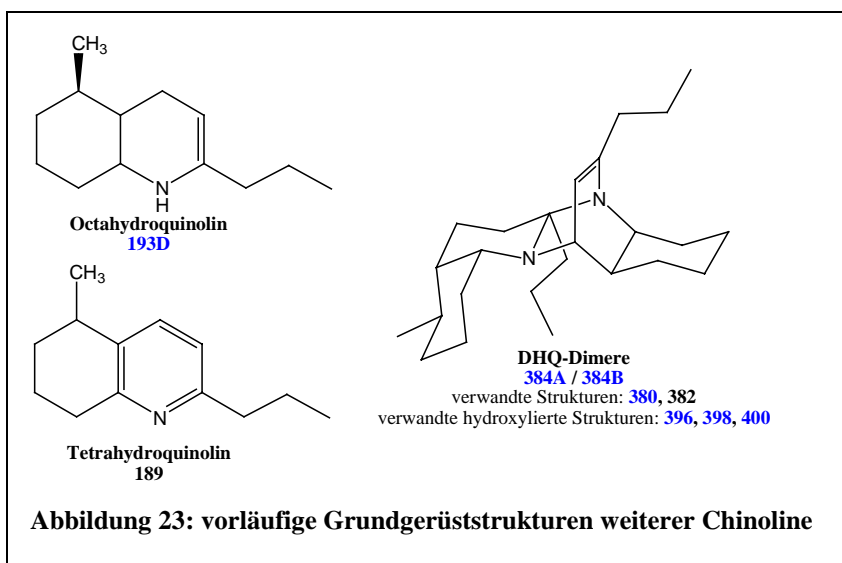 CH3
N
H
Octahydroquinolin
193D
CH3
N
Tetrahydroquinolin
189
N
N
DHQ-Dimere
384A / 384B
verwandte Strukturen: 380, 382
verwandte hydroxylierte Strukturen: 396, 398, 400
Abbildung 23: vorläufige Grundgerüststrukturen weiterer Chinoline